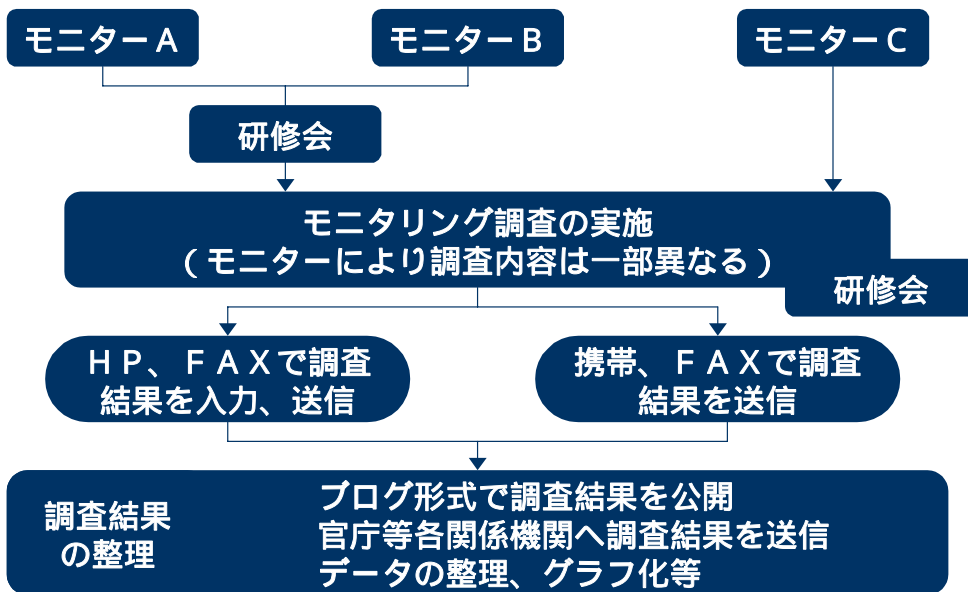 モニターA
モニターB
モニターC
研修会
モニタリング調査の実施
(モニターにより調査内容は一部異なる)
研修会
HP、FAXで調査
結果を入力、送信
携帯、FAXで調査
結果を送信
調査結果
の整理
ブログ形式で調査結果を公開
官庁等各関係機関へ調査結果を送信
データの整理、グラフ化等